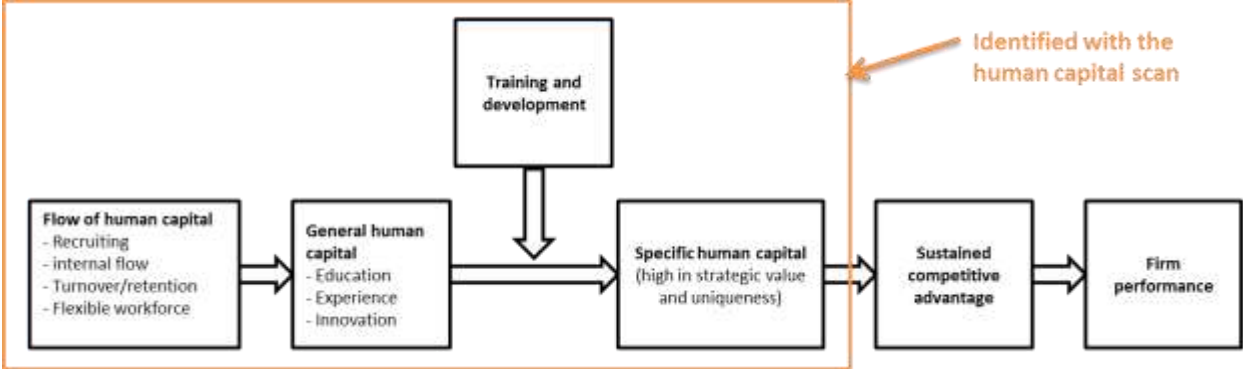 Training and
development
Identified with the
human capital scan
Flow of human capital
- Recruiting
- internal flow
- Turnover/retention
- Flexible workforce
General human
capital
- Education
- Experience
- Innovation
Specific human capital
(high in strategic value
and uniqueness)
Sustained
competitive
advantage
Firm
performance